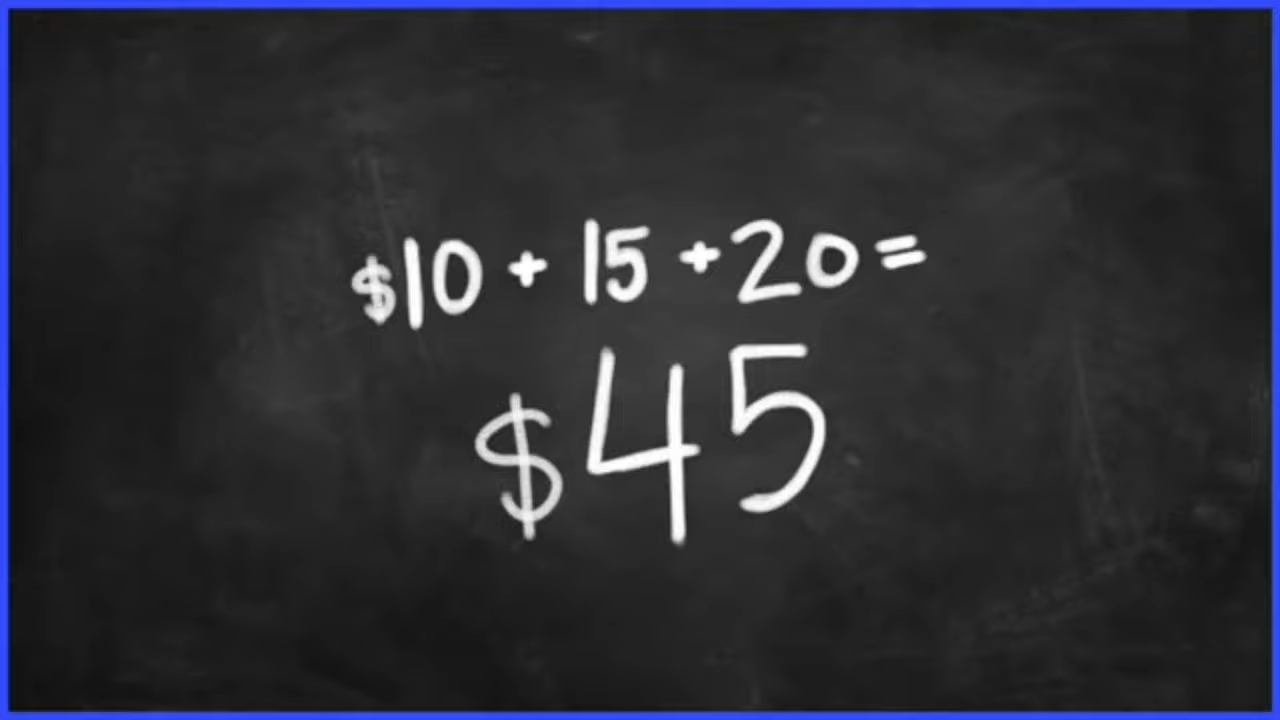 $10 + 15 + 20 =
$45